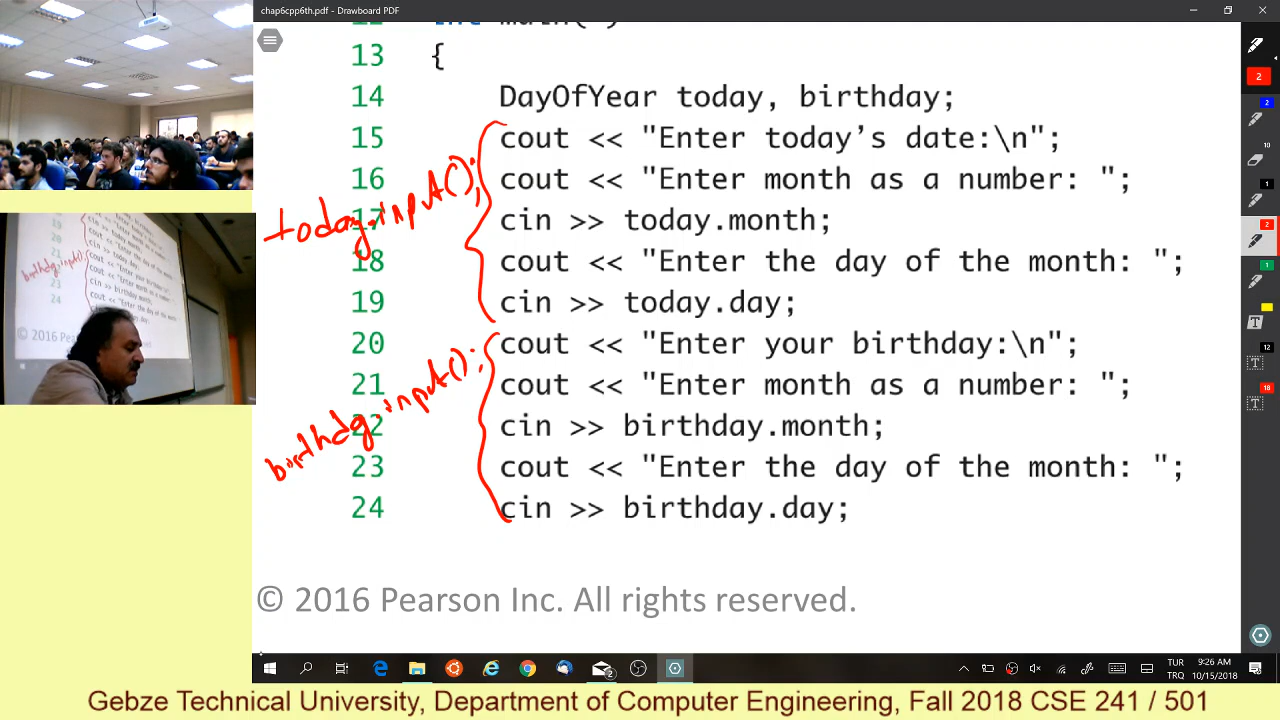 chap6cpp6th.pdf - Drawboard PDF
13 {
14 DayOfYear today, birthday;
15 cout << "Enter today’s date:\n";
16 cout << "Enter month as a number: ";
17 cin >> today.month;
18 cout << "Enter the day of the month: ";
19 cin >> today.day;
20 cout << "Enter your birthday:\n";
21 cout << "Enter month as a number: ";
22 cin >> birthday.month;
23 cout << "Enter the day of the month: ";
24 cin >> birthday.day;
today.input();
birthdy.input();
© 2016 Pearson Inc. All rights reserved.
TUR
TRQ
9:26 AM
10/15/2018
Gebze Technical University, Department of Computer Engineering, Fall 2018 CSE 241 / 501